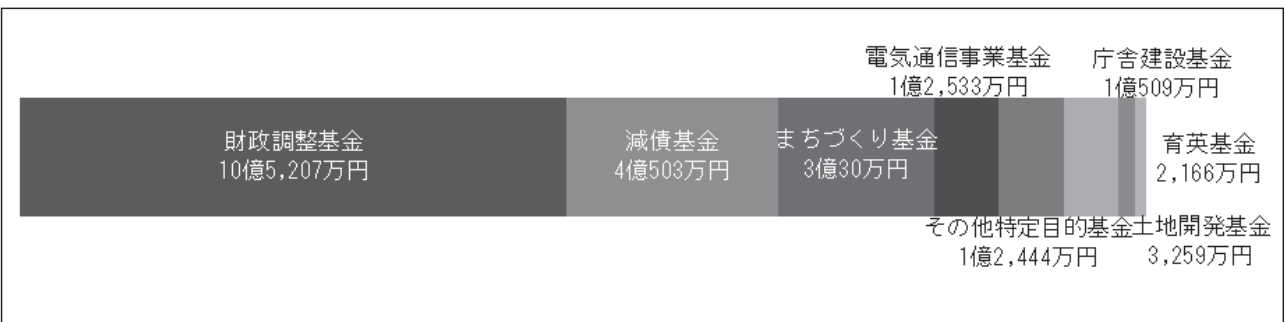 電気通信事業基金
1億2,533万円
庁舎建設基金
1億509万円
財政調整基金
10億5,207万円
減債基金
4億503万円
まちづくり基金
3億30万円
育英基金
2,166万円
その他特定目的基金
1億2,444万円
土地開発基金
3,259万円